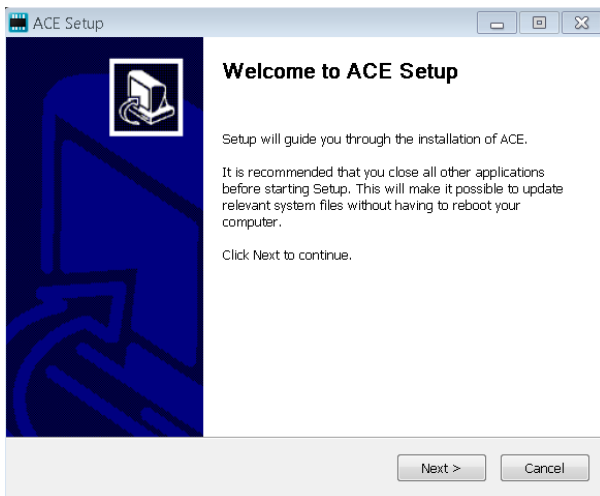 ACE Setup
Welcome to ACE Setup
Setup will guide you through the installation of ACE.
It is recommended that you close all other applications
before starting Setup. This will make it possible to update
relevant system files without having to reboot your
computer.
Click Next to continue.
Next >
Cancel